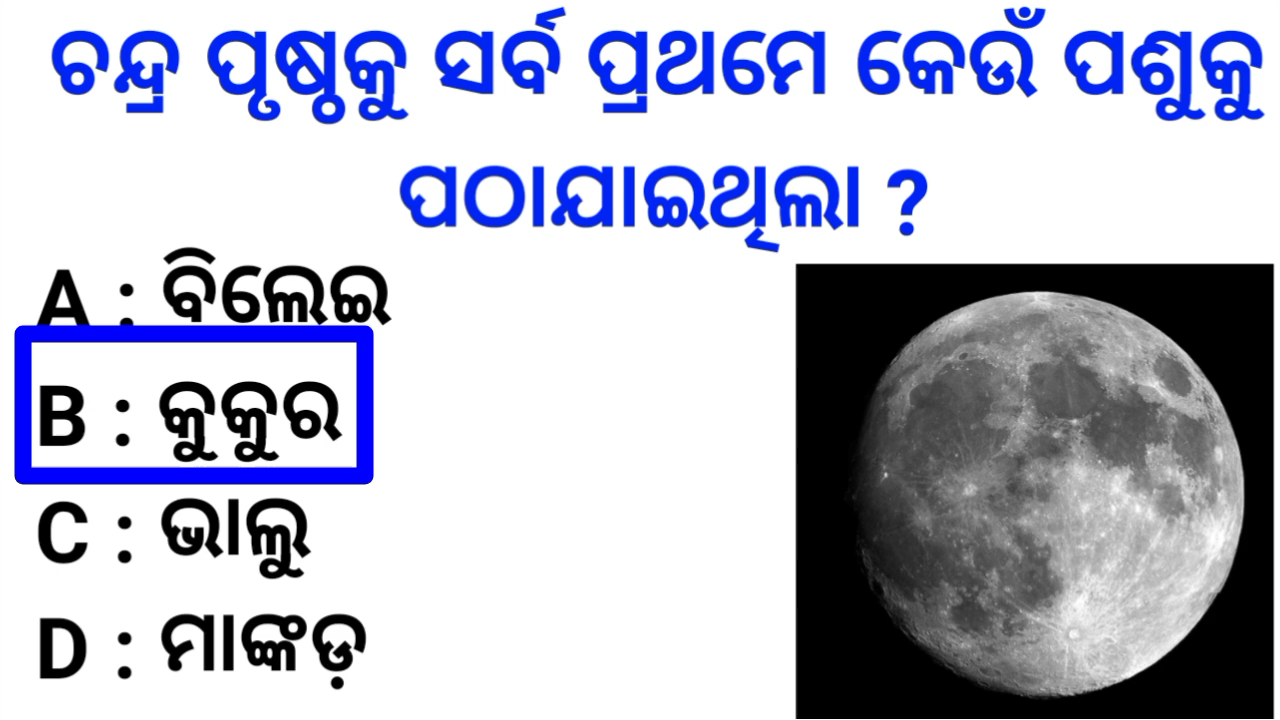 ଚନ୍ଦ୍ର ପୃଷ୍ଠକୁ ସର୍ବ ପ୍ରଥମେ କେଉଁ ପଶୁକୁ
ପଠାଯାଇଥିଲା ?
A : ବିଲେଇ
B : କୁକୁର
C : ଭାଲୁ
D : ମାଙ୍କଡ଼